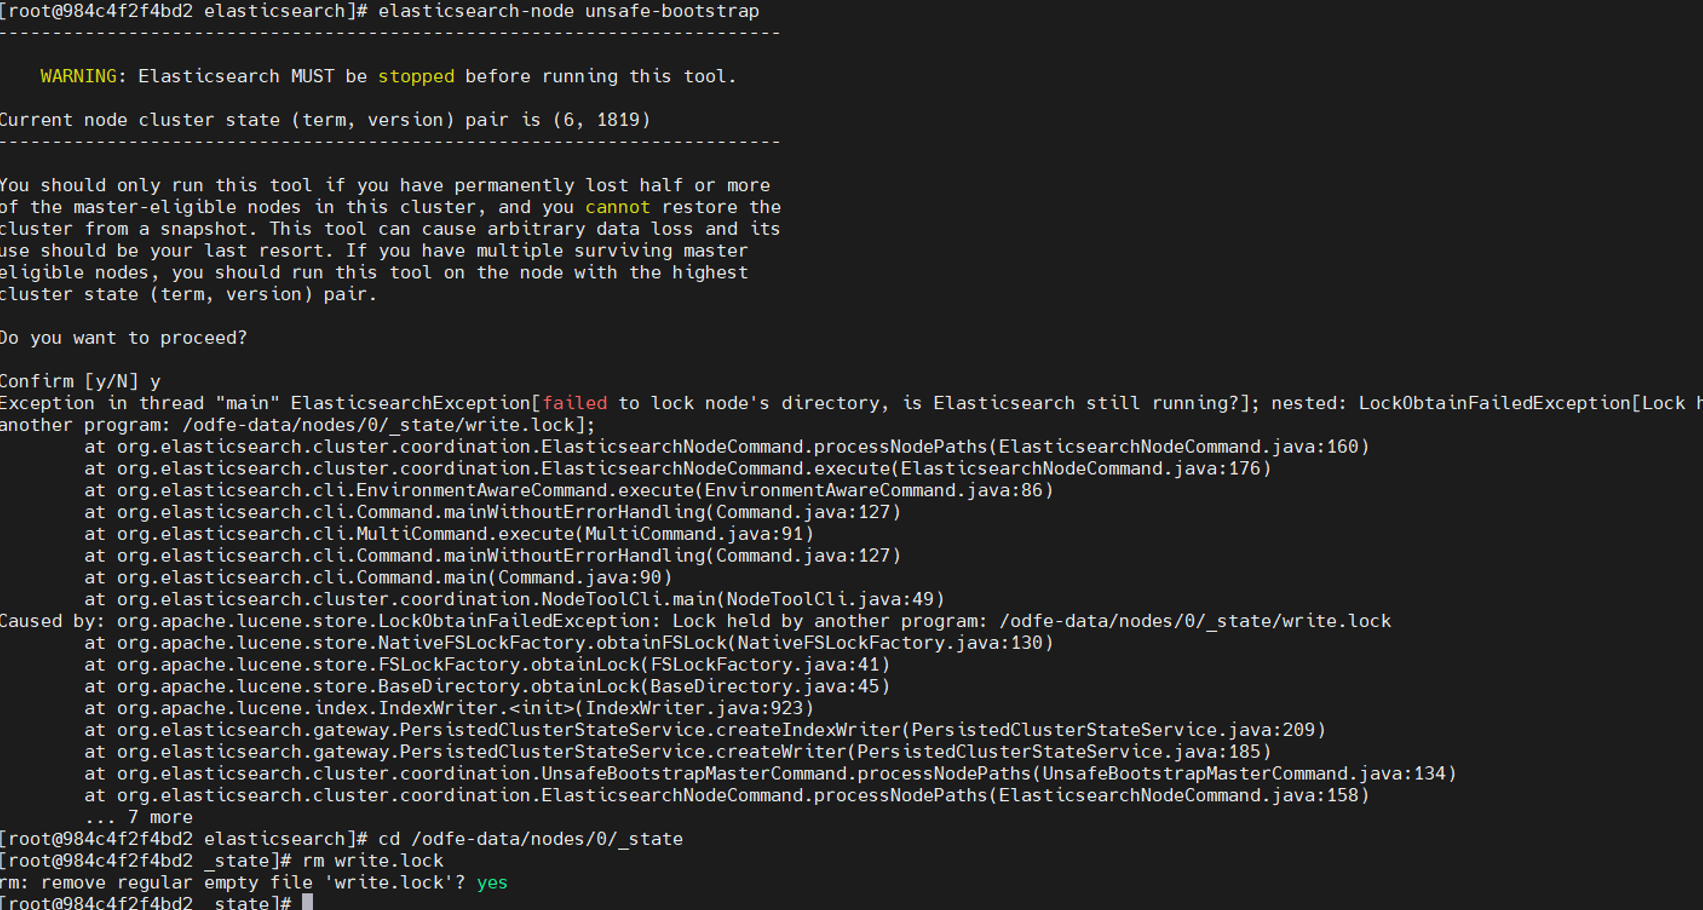 [root@984c4f2f4bd2 elasticsearch]# elasticsearch-node unsafe-bootstrap
------------------------------------------------------------------------
    WARNING: Elasticsearch MUST be stopped before running this tool.
Current node cluster state (term, version) pair is (6, 1819)
------------------------------------------------------------------------
You should only run this tool if you have permanently lost half or more
of the master-eligible nodes in this cluster, and you cannot restore the
cluster from a snapshot. This tool can cause arbitrary data loss and its
use should be your last resort. If you have multiple surviving master
eligible nodes, you should run this tool on the node with the highest
cluster state (term, version) pair.
Do you want to proceed?
Confirm [y/N] y
Exception in thread "main" ElasticsearchException[failed to lock node's directory, is Elasticsearch still running?]; nested: LockObtainFailedException[Lock h
another program: /odfe-data/nodes/0/_state/write.lock];
        at org.elasticsearch.cluster.coordination.ElasticsearchNodeCommand.processNodePaths(ElasticsearchNodeCommand.java:160)
        at org.elasticsearch.cluster.coordination.ElasticsearchNodeCommand.execute(ElasticsearchNodeCommand.java:176)
        at org.elasticsearch.cli.EnvironmentAwareCommand.execute(EnvironmentAwareCommand.java:86)
        at org.elasticsearch.cli.Command.mainWithoutErrorHandling(Command.java:127)
        at org.elasticsearch.cli.MultiCommand.execute(MultiCommand.java:91)
        at org.elasticsearch.cli.Command.mainWithoutErrorHandling(Command.java:127)
        at org.elasticsearch.cli.Command.main(Command.java:90)
        at org.elasticsearch.cluster.coordination.NodeToolCli.main(NodeToolCli.java:49)
Caused by: org.apache.lucene.store.LockObtainFailedException: Lock held by another program: /odfe-data/nodes/0/_state/write.lock
        at org.apache.lucene.store.NativeFSLockFactory.obtainFSLock(NativeFSLockFactory.java:130)
        at org.apache.lucene.store.FSLockFactory.obtainLock(FSLockFactory.java:41)
        at org.apache.lucene.store.BaseDirectory.obtainLock(BaseDirectory.java:45)
        at org.apache.lucene.index.IndexWriter.<init>(IndexWriter.java:923)
        at org.elasticsearch.gateway.PersistedClusterStateService.createIndexWriter(PersistedClusterStateService.java:209)
        at org.elasticsearch.gateway.PersistedClusterStateService.createWriter(PersistedClusterStateService.java:185)
        at org.elasticsearch.cluster.coordination.UnsafeBootstrapMasterCommand.processNodePaths(UnsafeBootstrapMasterCommand.java:134)
        at org.elasticsearch.cluster.coordination.ElasticsearchNodeCommand.processNodePaths(ElasticsearchNodeCommand.java:158)
        ... 7 more
[root@984c4f2f4bd2 elasticsearch]# cd /odfe-data/nodes/0/_state
[root@984c4f2f4bd2 _state]# rm write.lock
rm: remove regular empty file 'write.lock'? yes
[root@984c4f2f4bd2 _state]#